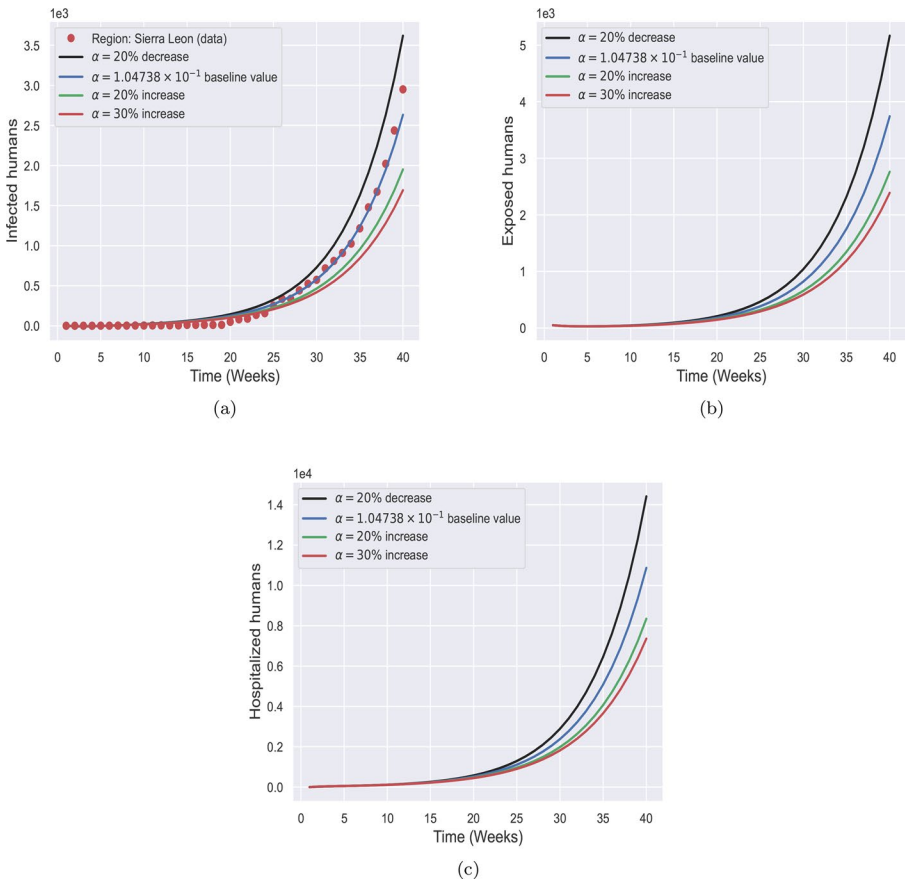 1e3
Region: Sierra Leon (data)
α = 20% decrease
α = 1.04738 × 10⁻¹ baseline value
α = 20% increase
α = 30% increase
3.5
3.0
2.5
2.0
1.5
1.0
0.5
0.0
Infected humans
0 5 10 15 20 25 30 35 40
Time (Weeks)
(a)
1e3
α = 20% decrease
α = 1.04738 × 10⁻¹ baseline value
α = 20% increase
α = 30% increase
5
4
3
2
1
0
Exposed humans
0 5 10 15 20 25 30 35 40
Time (Weeks)
(b)
1e4
α = 20% decrease
α = 1.04738 × 10⁻¹ baseline value
α = 20% increase
α = 30% increase
1.4
1.2
1.0
0.8
0.6
0.4
0.2
0.0
Hospitalized humans
0 5 10 15 20 25 30 35 40
Time (Weeks)
(c)